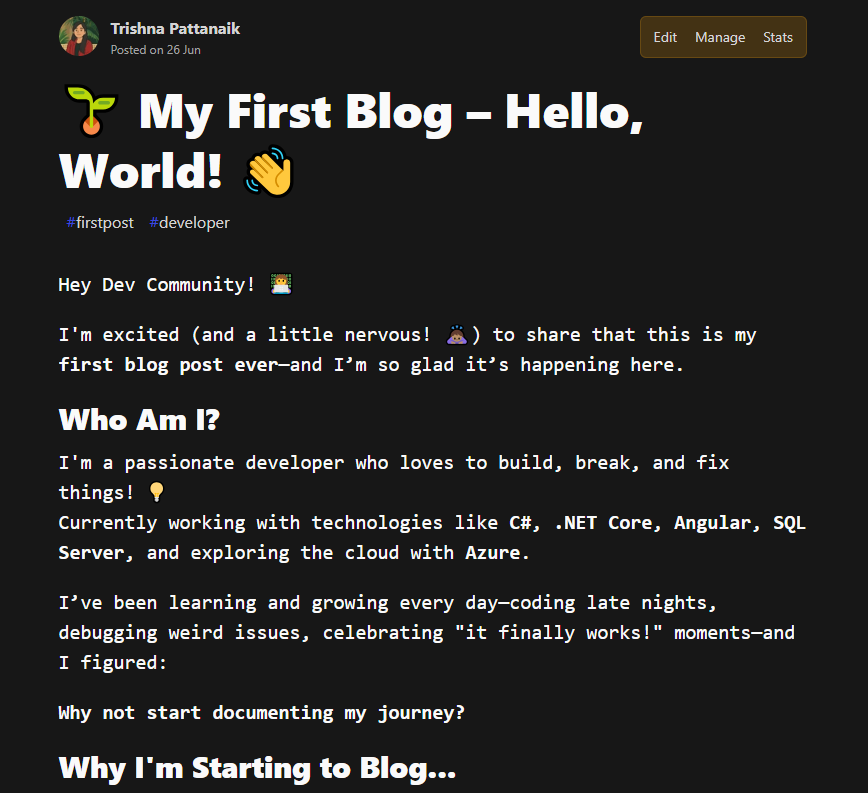 Trishna Pattanaik
Posted on 26 Jun
Edit Manage Stats
🌱 My First Blog – Hello,
World! 👋
#firstpost #developer
Hey Dev Community! 👩‍💻
I'm excited (and a little nervous! 🙇🏽‍♀️) to share that this is my
first blog post ever—and I’m so glad it’s happening here.
Who Am I?
I'm a passionate developer who loves to build, break, and fix
things! 💡
Currently working with technologies like C#, .NET Core, Angular, SQL
Server, and exploring the cloud with Azure.
I’ve been learning and growing every day—coding late nights,
debugging weird issues, celebrating "it finally works!" moments—and
I figured:
Why not start documenting my journey?
Why I'm Starting to Blog...